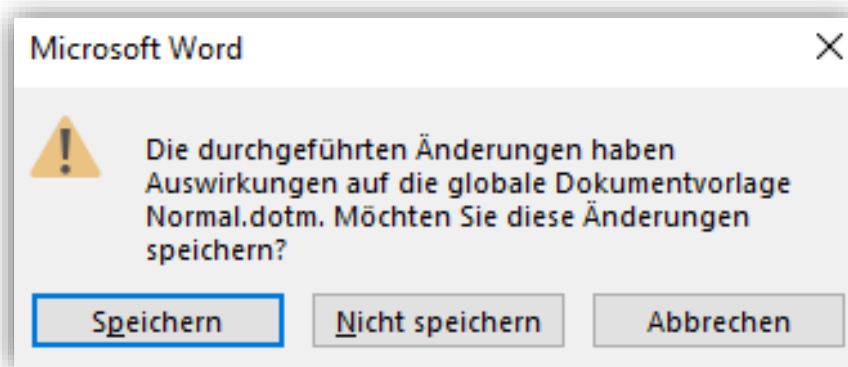 Microsoft Word
Die durchgeführten Änderungen haben
Auswirkungen auf die globale Dokumentvorlage
Normal.dotm. Möchten Sie diese Änderungen
speichern?
Speichern
Nicht speichern
Abbrechen